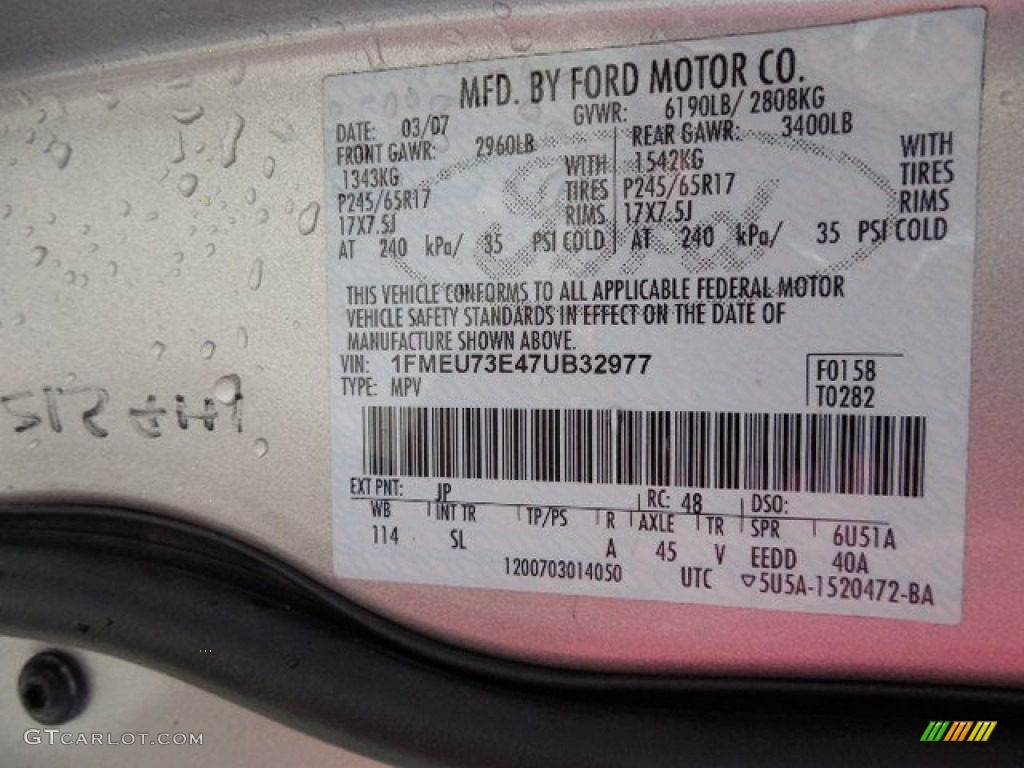 MFD. BY FORD MOTOR CO.
DATE: 03/07 GVWR: 6190LB/ 2808KG
FRONT GAWR: 2960LB REAR GAWR: 3400LB
1343KG WITH 1542KG WITH
P245/65R17 TIRES P245/65R17 TIRES
17X7.5J RIMS 17X7.5J RIMS
AT 240 kPa/ 35 PSI COLD AT 240 kPa/ 35 PSI COLD
THIS VEHICLE CONFORMS TO ALL APPLICABLE FEDERAL MOTOR
VEHICLE SAFETY STANDARDS IN EFFECT ON THE DATE OF
MANUFACTURE SHOWN ABOVE.
VIN: 1FMEU73E47UB32977
TYPE: MPV
F0158
T0282
EXT PNT: JP RC: 48 DSO:
WB INT TR TP/PS R AXLE TR SPR 6U51A
114 SL A 45 V EEDD 40A
1200703014050 UTC ▽5U5A-1520472-BA
Ford
GTCARLOT.COM